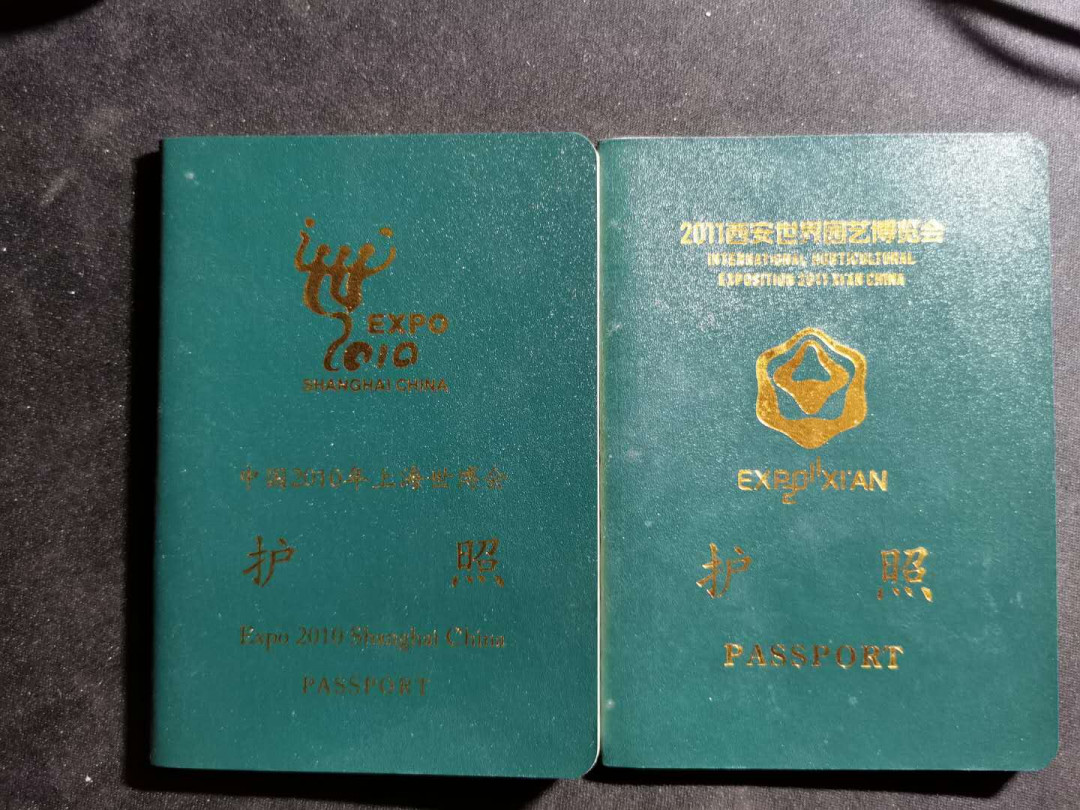 EXPO
2010
SHANGHAI CHINA
中国2010年上海世博会
护 照
Expo 2010 Shanghai China
PASSPORT
2011西安世界园艺博览会
INTERNATIONAL HORTICULTURAL
EXPOSITION 2011 XI'AN CHINA
EXPO 2011 XI'AN
护 照
PASSPORT